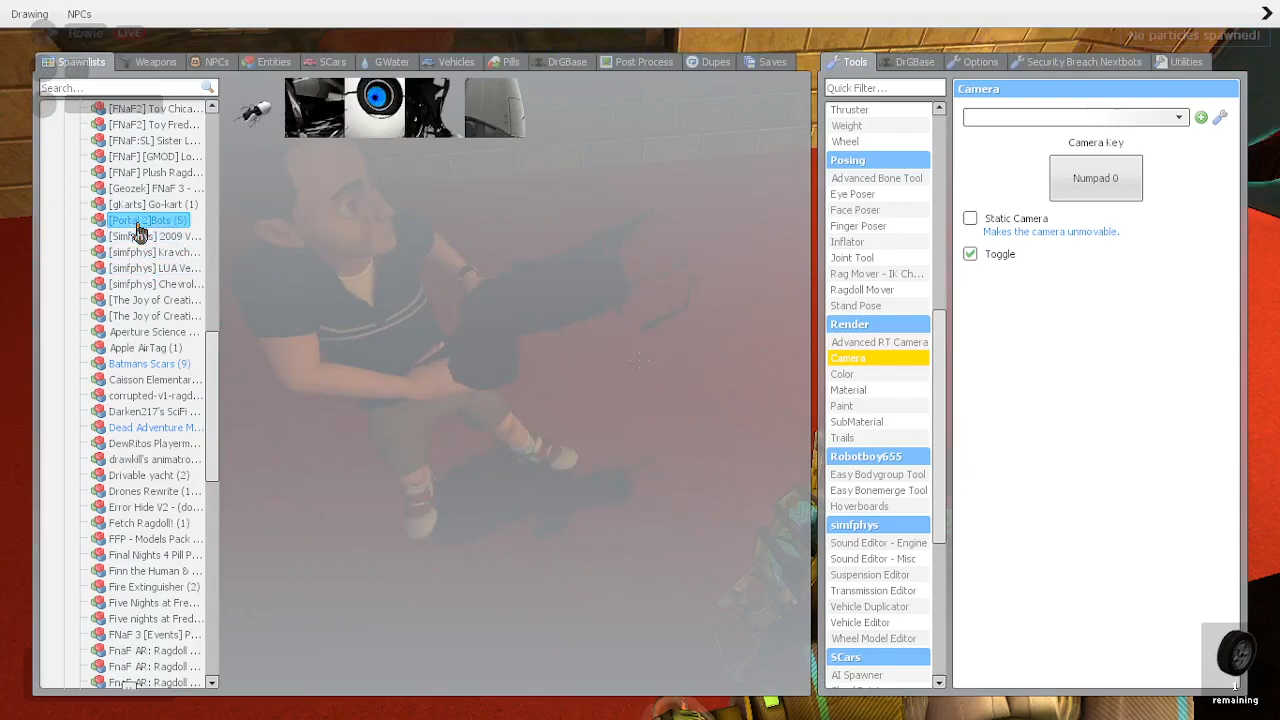 Drawing NPCs
Rowie LIVE
No particles spawned!
Spawnlists Weapons NPCs Entities SCars GWater Vehicles Pills DrGBase Post Process Dupes Saves
Search...
[FNaF2] Toy Chica...
[FNaF2] Toy Fred...
[FNaF:SL] Sister L...
[FNaF] [GMOD] Lo...
[FNaF] Plush Ragd...
[Geozek] FNaF 3 - ...
[gKarts] Go-kart (1)
[Portal 2]Bots (5)
[Simfphys] 2009 V...
[simfphys] kravch...
[simfphys] LUA Ve...
[simfphys] Chevrol...
[The Joy of Creati...
[The Joy of Creati...
Aperture Science ...
Apple AirTag (1)
Batmans Scars (9)
Caisson Elementar...
corrupted-v1-ragd...
Darken217's SciFi ...
Dead Adventure M...
DewRitos Playerm...
drawkill's animatro...
Drivable yacht (2)
Drones Rewrite (1...
Error Hide V2 - (do...
Fetch Ragdoll! (1)
FFP - Models Pack ...
Final Nights 4 Pill P...
Finn the Human & ...
Fire Extinguisher (2)
Five Nights at Fre...
Five nights at Fred...
FNaF 3 [Events] P...
FnaF AR: Ragdoll ...
FnaF AR: Ragdoll ...
FnaF AR: Ragdoll ...
Tools DrGBase Options Security Breach Nextbots Utilities
Quick Filter...
Thruster
Weight
Wheel
Posing
Advanced Bone Tool
Eye Poser
Face Poser
Finger Poser
Inflator
Joint Tool
Rag Mover - IK Ch...
Ragdoll Mover
Stand Pose
Render
Advanced RT Camera
Camera
Color
Material
Paint
SubMaterial
Trails
Robotboy655
Easy Bodygroup Tool
Easy Bonemerge Tool
Hoverboards
simfphys
Sound Editor - Engine
Sound Editor - Misc
Suspension Editor
Transmission Editor
Vehicle Duplicator
Vehicle Editor
Wheel Model Editor
SCars
AI Spawner
Camera
Camera Key
Numpad 0
Static Camera
Makes the camera unmovable.
Toggle
1
remaining